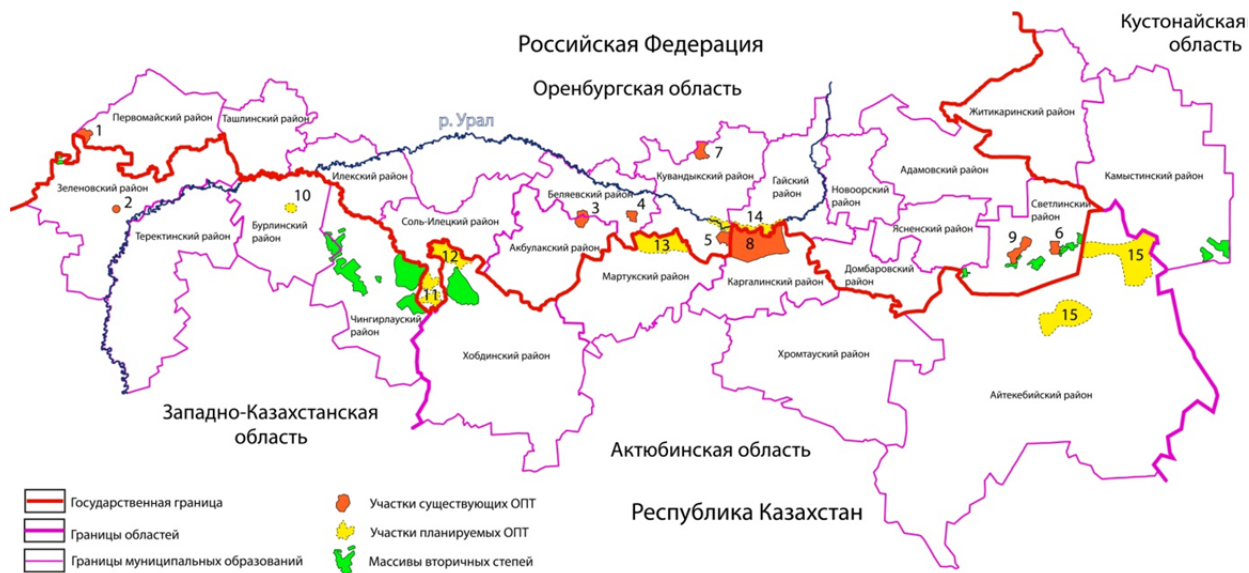 Кустонайская
область
Российская Федерация
Оренбургская область
р. Урал
Первомайский район
Ташлинский район
1
Зеленовский район
2
Теректинский район
10
Бурлинский
район
Илекский район
Соль-Илецкий район
Беляевский район
3
4
Кувандыкский район
7
Гайский
район
Новоорский
район
Адамовский район
Житикаринский район
Камыстинский район
Светлинский
район
Ясненский район
9
6
Акбулакский район
12
11
13
5
14
8
15
15
Мартукский район
Каргалинский район
Домбаровский
район
Чингирлауский
район
Хобдинский район
Хромтауский район
Айтекебийский район
Западно-Казахстанская
область
Актюбинская область
Республика Казахстан
Государственная граница
Границы областей
Границы муниципальных образований
Участки существующих ОПТ
Участки планируемых ОПТ
Массивы вторичных степей